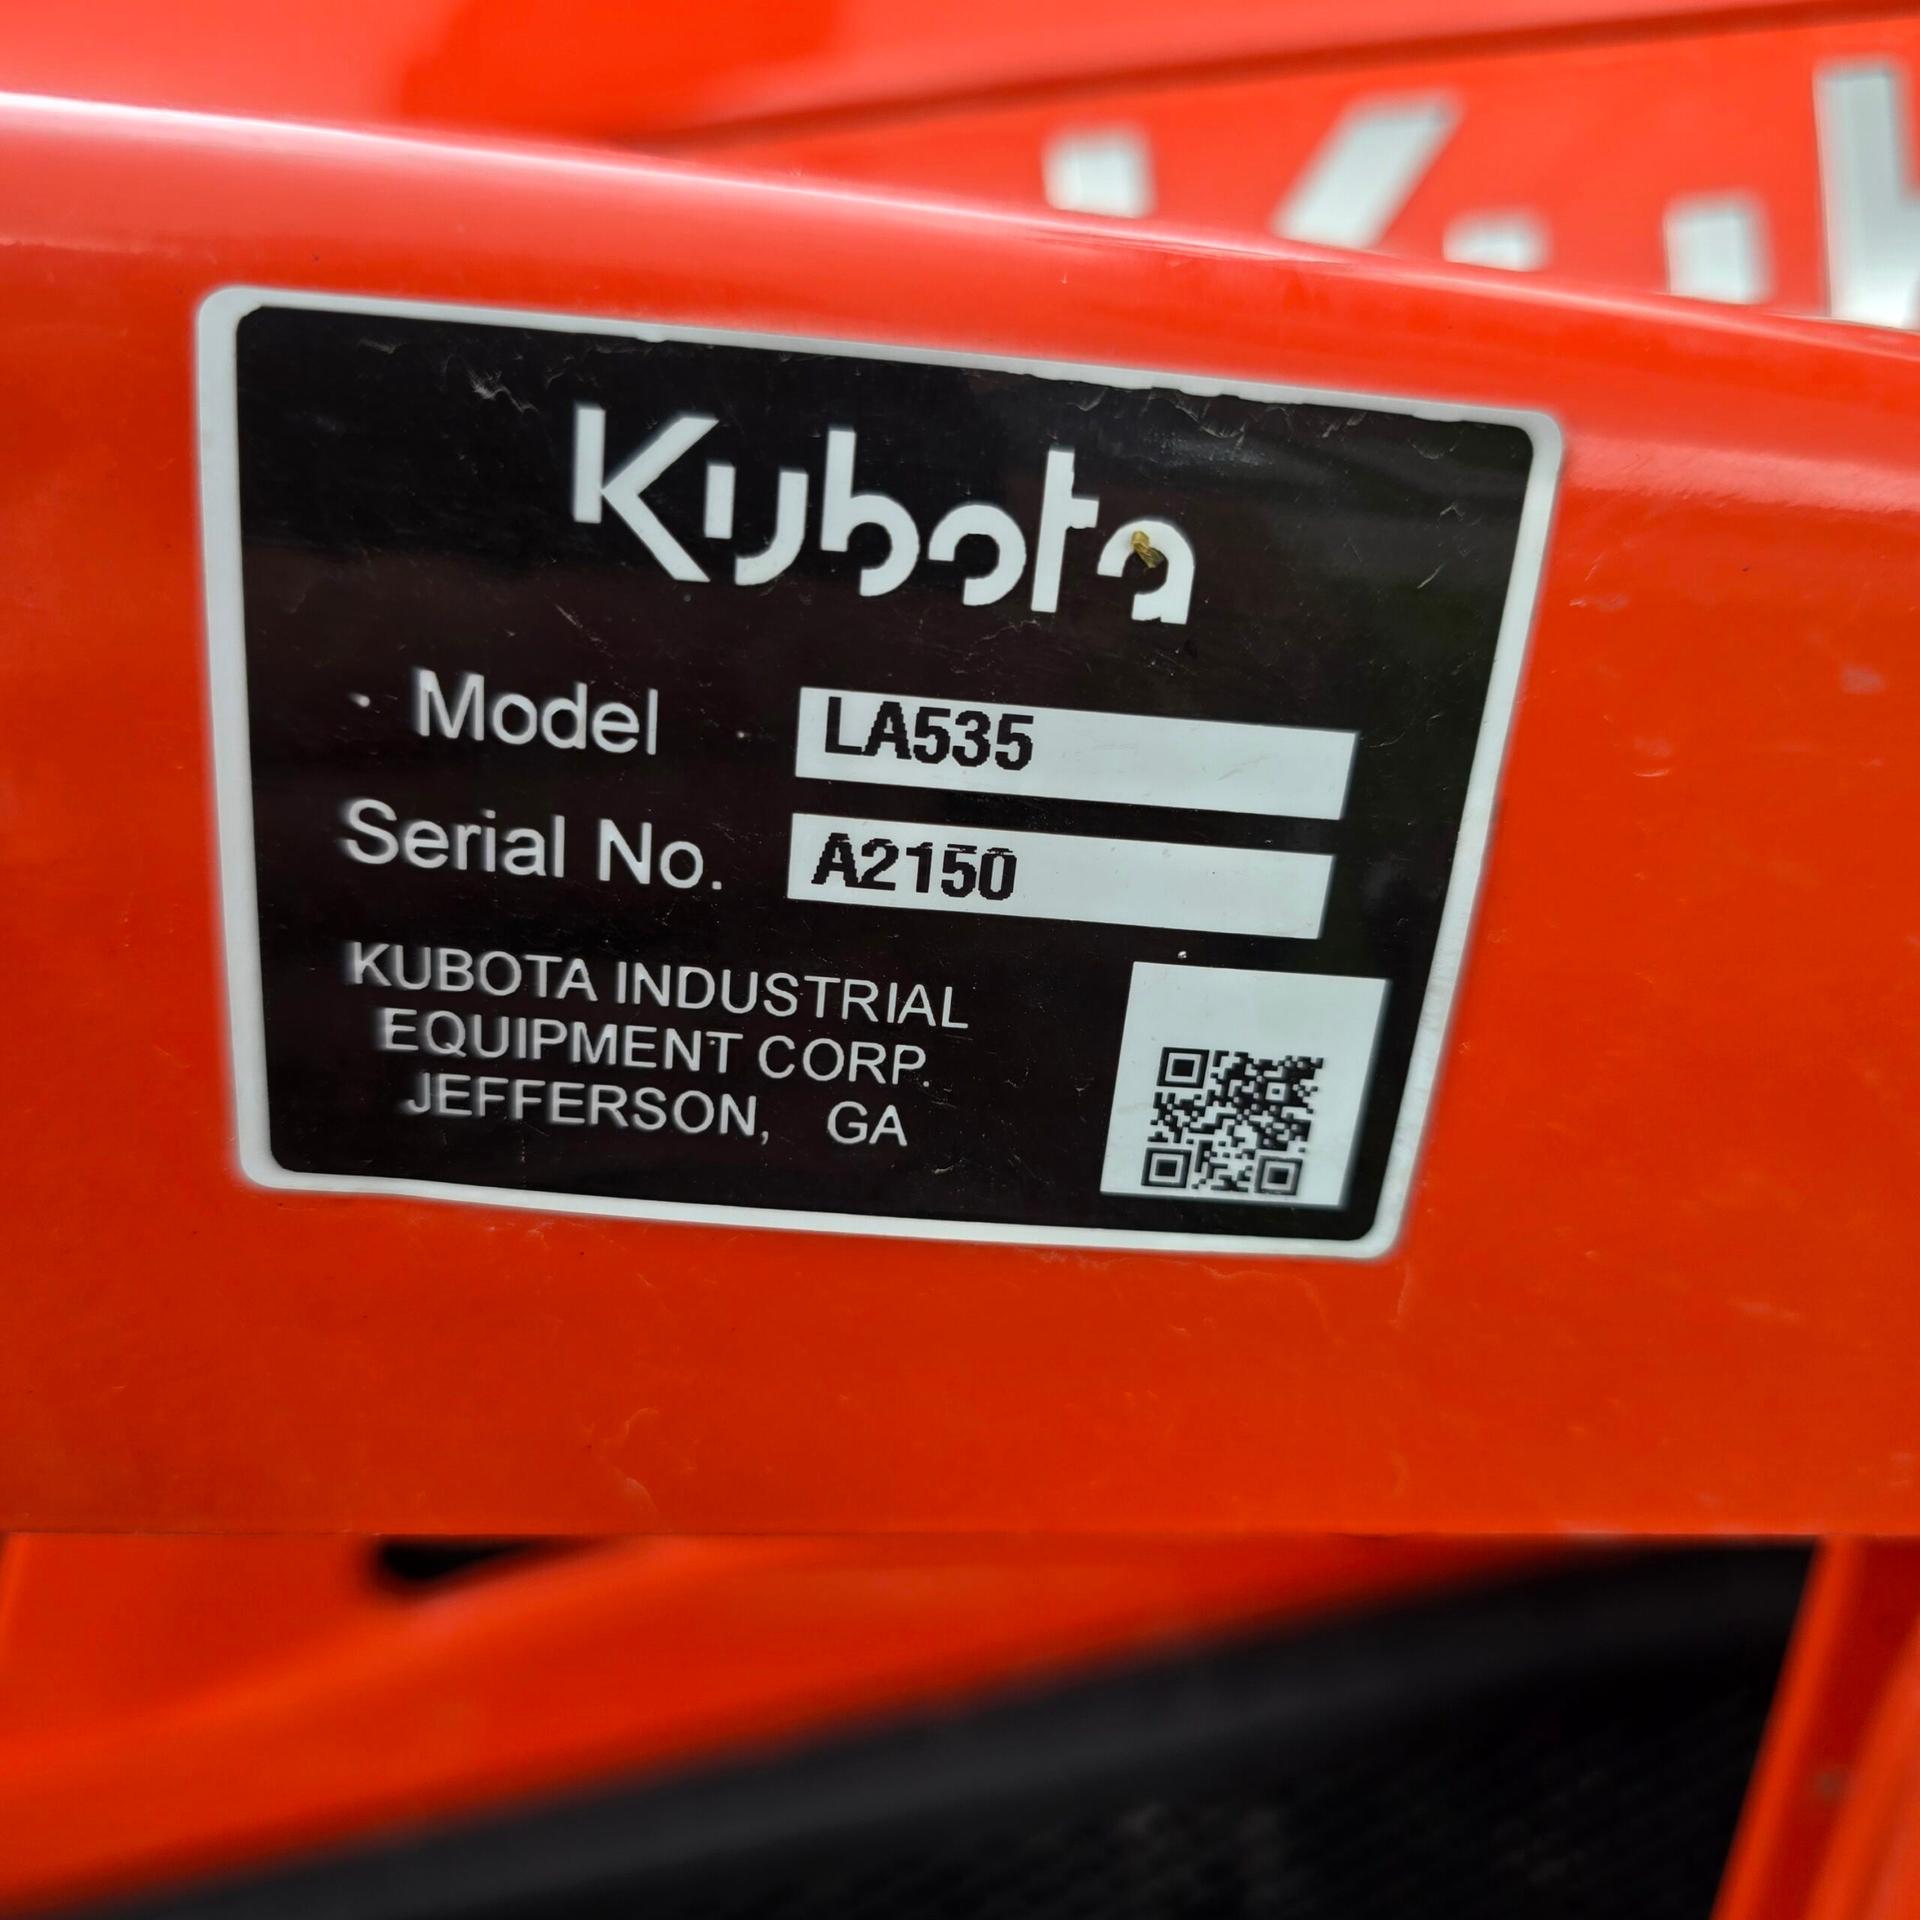 Kubota
Model LA535
Serial No. A2150
KUBOTA INDUSTRIAL
EQUIPMENT CORP.
JEFFERSON, GA